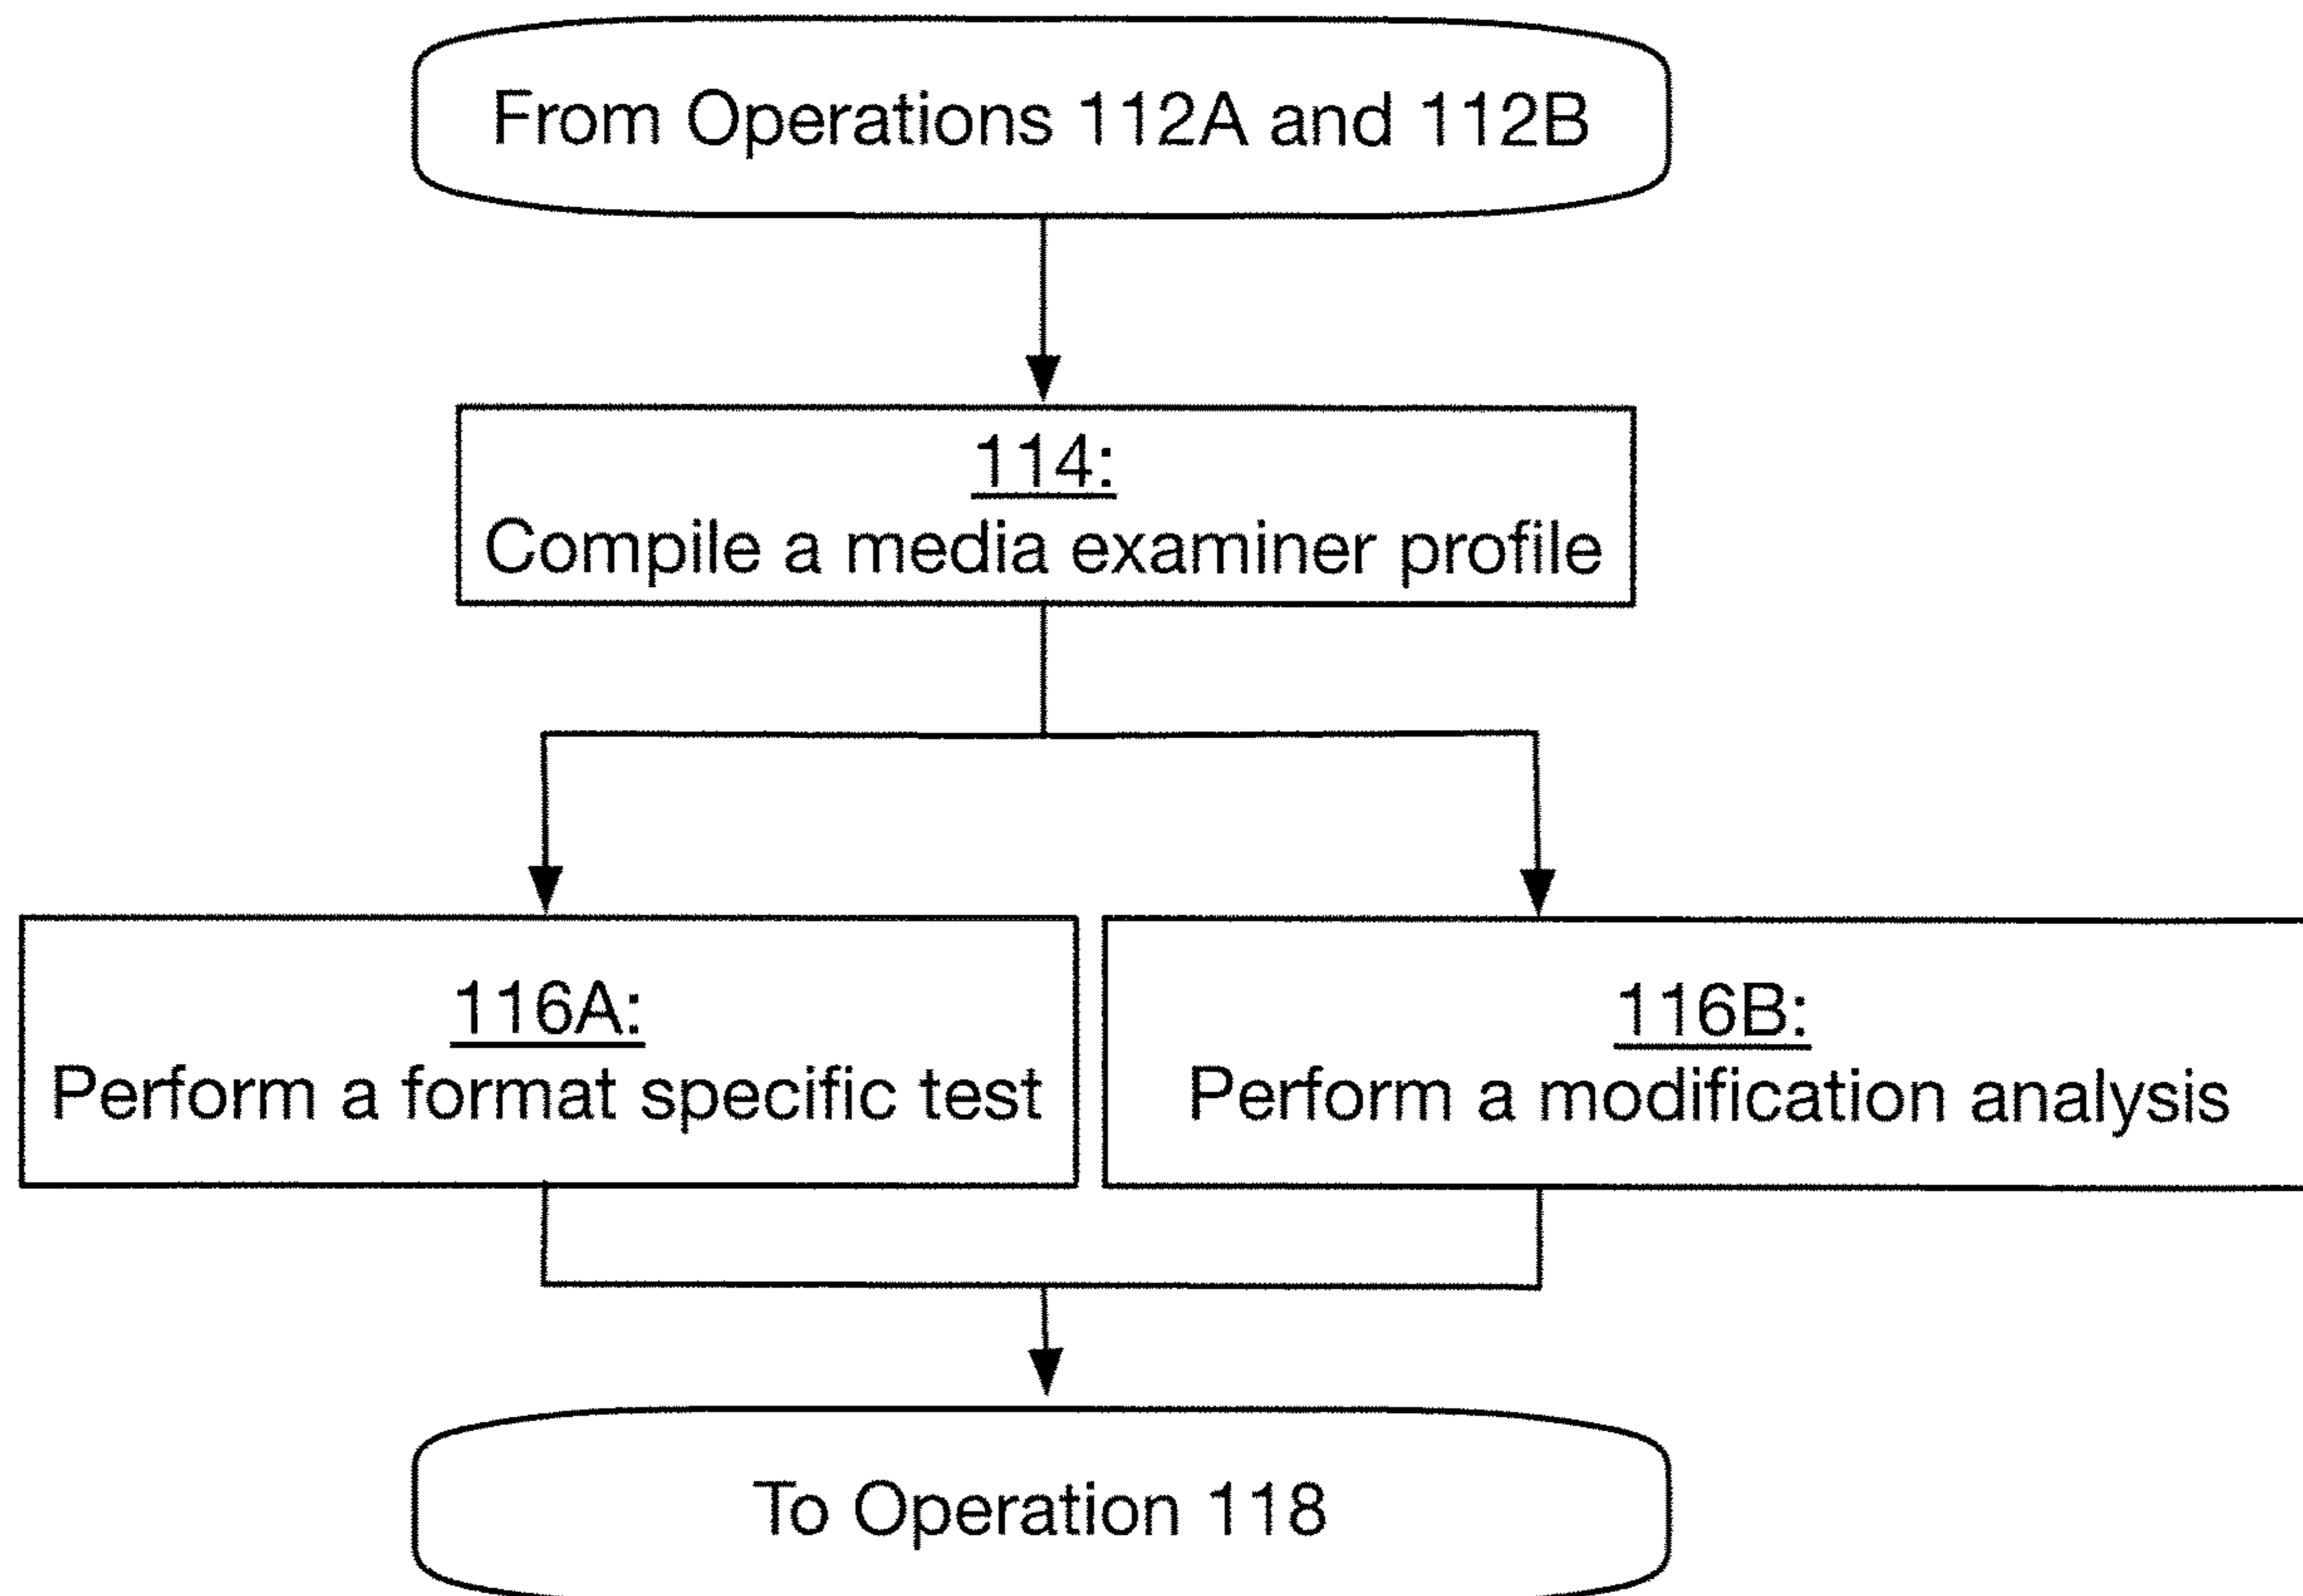 From Operations 112A and 112B
114:
Compile a media examiner profile
116A:
Perform a format specific test
116B:
Perform a modification analysis
To Operation 118